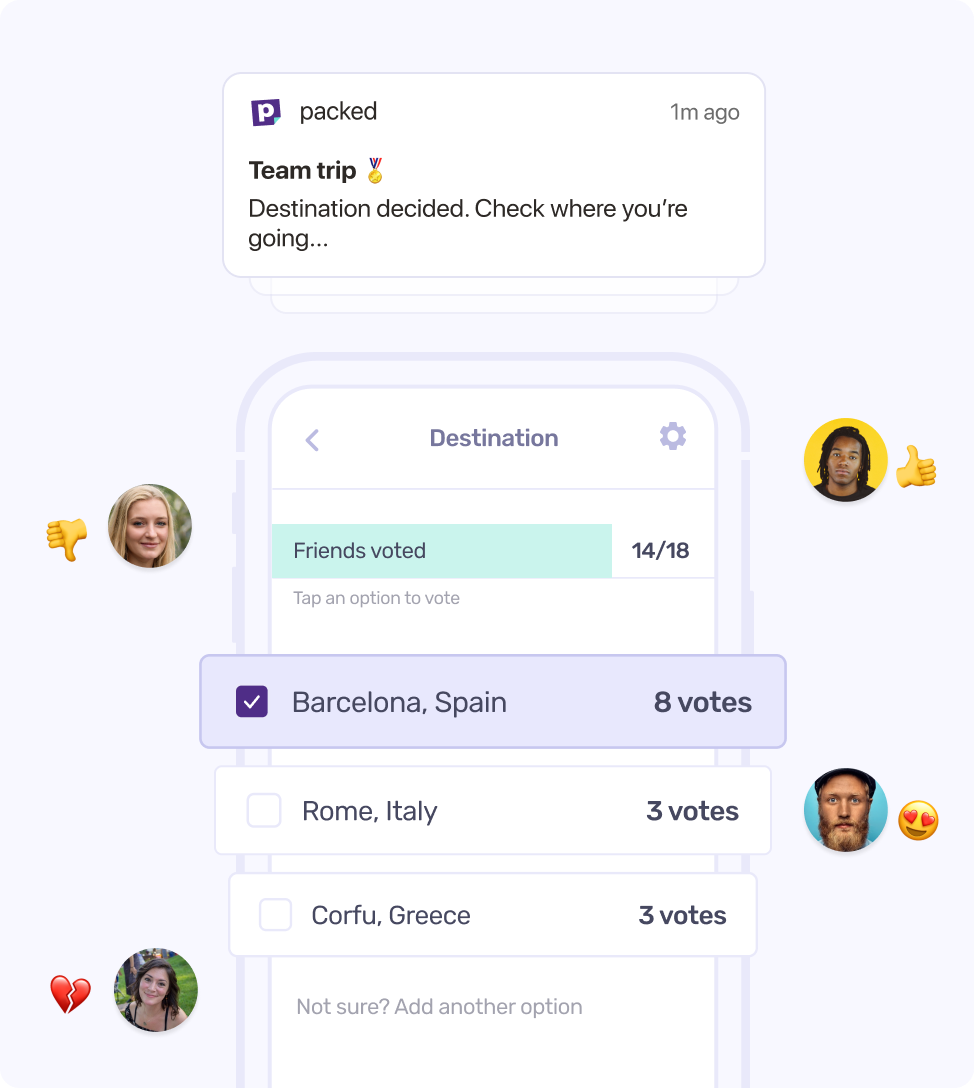 p packed 1m ago
Team trip 🏅
Destination decided. Check where you’re
going...
Destination
Friends voted 14/18
Tap an option to vote
Barcelona, Spain 8 votes
Rome, Italy 3 votes
Corfu, Greece 3 votes
Not sure? Add another option